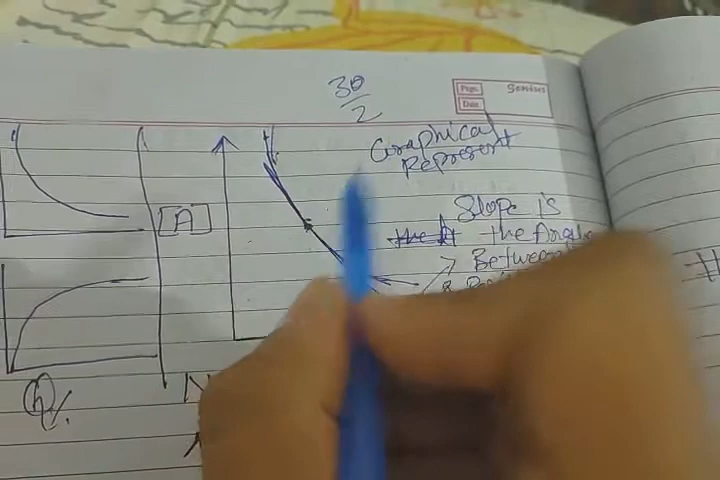 30
2
Page:
Date:
Graphical
Represent
[A]
Slope is
the Angle
Between